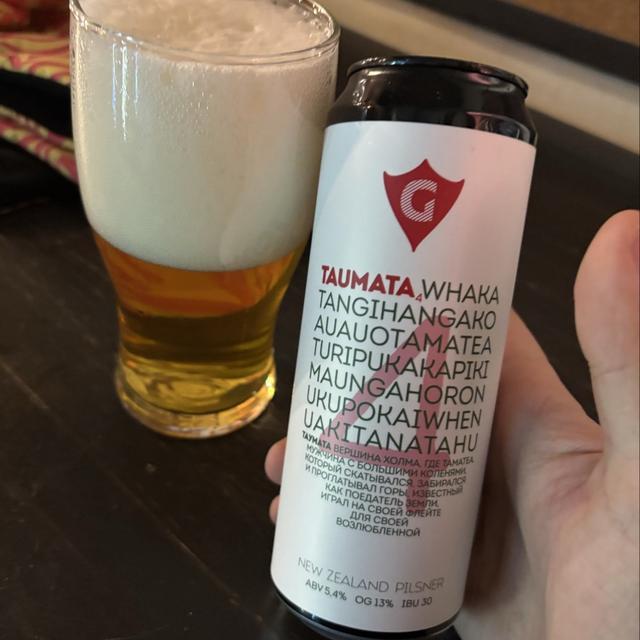 G
TAUMATA4WHAKA
TANGIHANGAKO
AUAUOTAMATEA
TURIPUKAKAPIKI
MAUNGAHORON
UKUPOKAIWHEN
UAKITANATAHU
4
ТАУМАТА ВЕРШИНА ХОЛМА, ГДЕ ТАМАТЕА,
МУЖЧИНА С БОЛЬШИМИ КОЛЕНЯМИ,
КОТОРЫЙ СКАТЫВАЛСЯ, ЗАБИРАЛСЯ
И ПРОГЛАТЫВАЛ ГОРЫ, ИЗВЕСТНЫЙ
КАК ПОЕДАТЕЛЬ ЗЕМЛИ,
ИГРАЛ НА СВОЕЙ ФЛЕЙТЕ
ДЛЯ СВОЕЙ
ВОЗЛЮБЛЕННОЙ
NEW ZEALAND PILSNER
ABV 5,4% OG 13% IBU 30